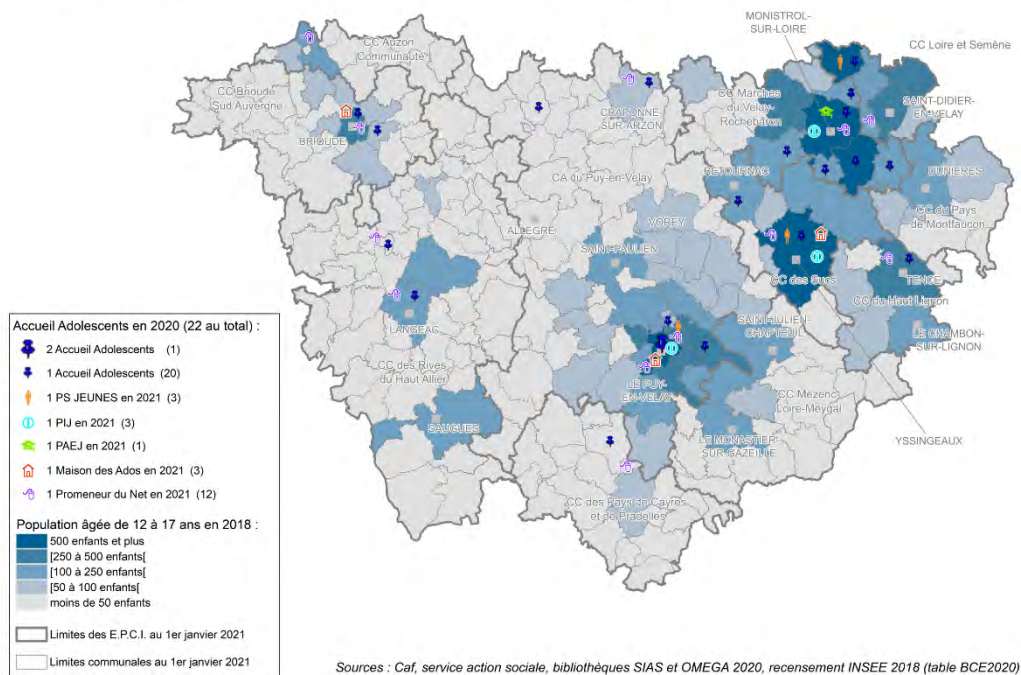 MONISTROL-
SUR-LOIRE
CC Auzon
Communauté
CC Loire et Semène
CC Brioude
Sud Auvergne
CRAPONNE-
SUR-ARZON
CC Marches
du Velay-
Rochebaron
SAINT-DIDIER-
EN-VELAY
BRIOUDE
CA du Puy-en-Velay
RETOURNAC
DUNIERES
CC du Pays
de Montfaucon
ALLEGRE
VOREY
SAINT-PAULIEN
CC des Sucs
TENCE
CC du Haut Lignon
LANGEAC
SAINT-JULIEN-
CHAPTEUIL
LE CHAMBON-
SUR-LIGNON
CC des Rives
du Haut Allier
LE PUY-
EN-VELAY
CC Mézenc-
Loire-Meygal
SAUGUES
LE MONASTIER-
SUR-GAZEILLE
YSSINGEAUX
CC des Pays de Cayres
et de Pradelles
Accueil Adolescents en 2020 (22 au total) :
2 Accueil Adolescents (1)
1 Accueil Adolescents (20)
1 PS JEUNES en 2021 (3)
1 PIJ en 2021 (3)
1 PAEJ en 2021 (1)
1 Maison des Ados en 2021 (3)
1 Promeneur du Net en 2021 (12)
Population âgée de 12 à 17 ans en 2018 :
500 enfants et plus
[250 à 500 enfants[
[100 à 250 enfants[
[50 à 100 enfants[
moins de 50 enfants
Limites des E.P.C.I. au 1er janvier 2021
Limites communales au 1er janvier 2021
Sources : Caf, service action sociale, bibliothèques SIAS et OMEGA 2020, recensement INSEE 2018 (table BCE2020)